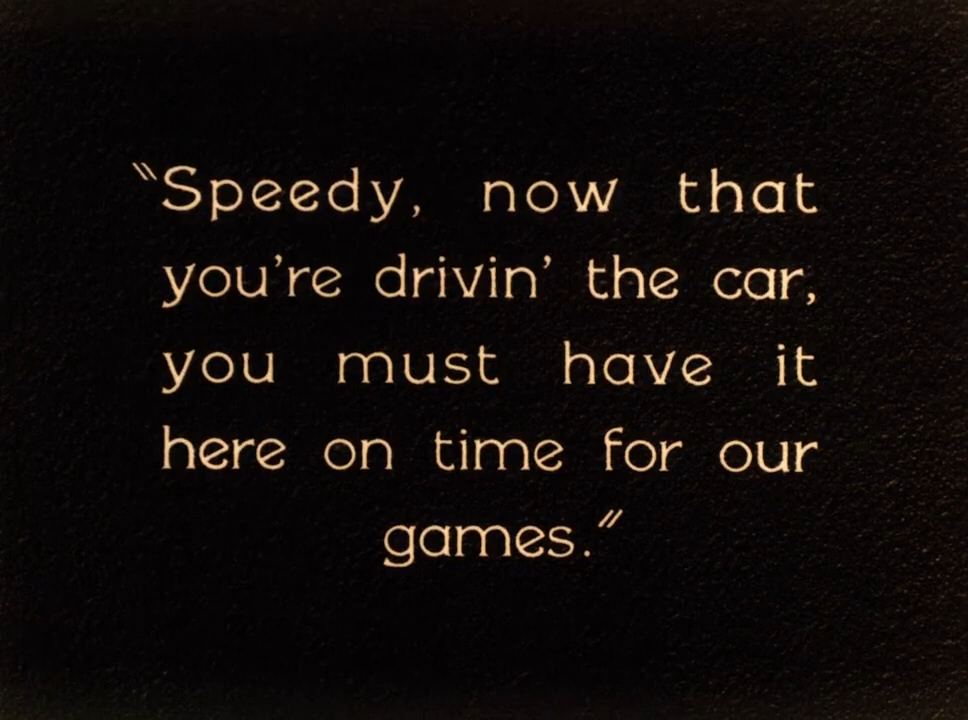 “Speedy, now that
you’re drivin’ the car,
you must have it
here on time for our
games.”